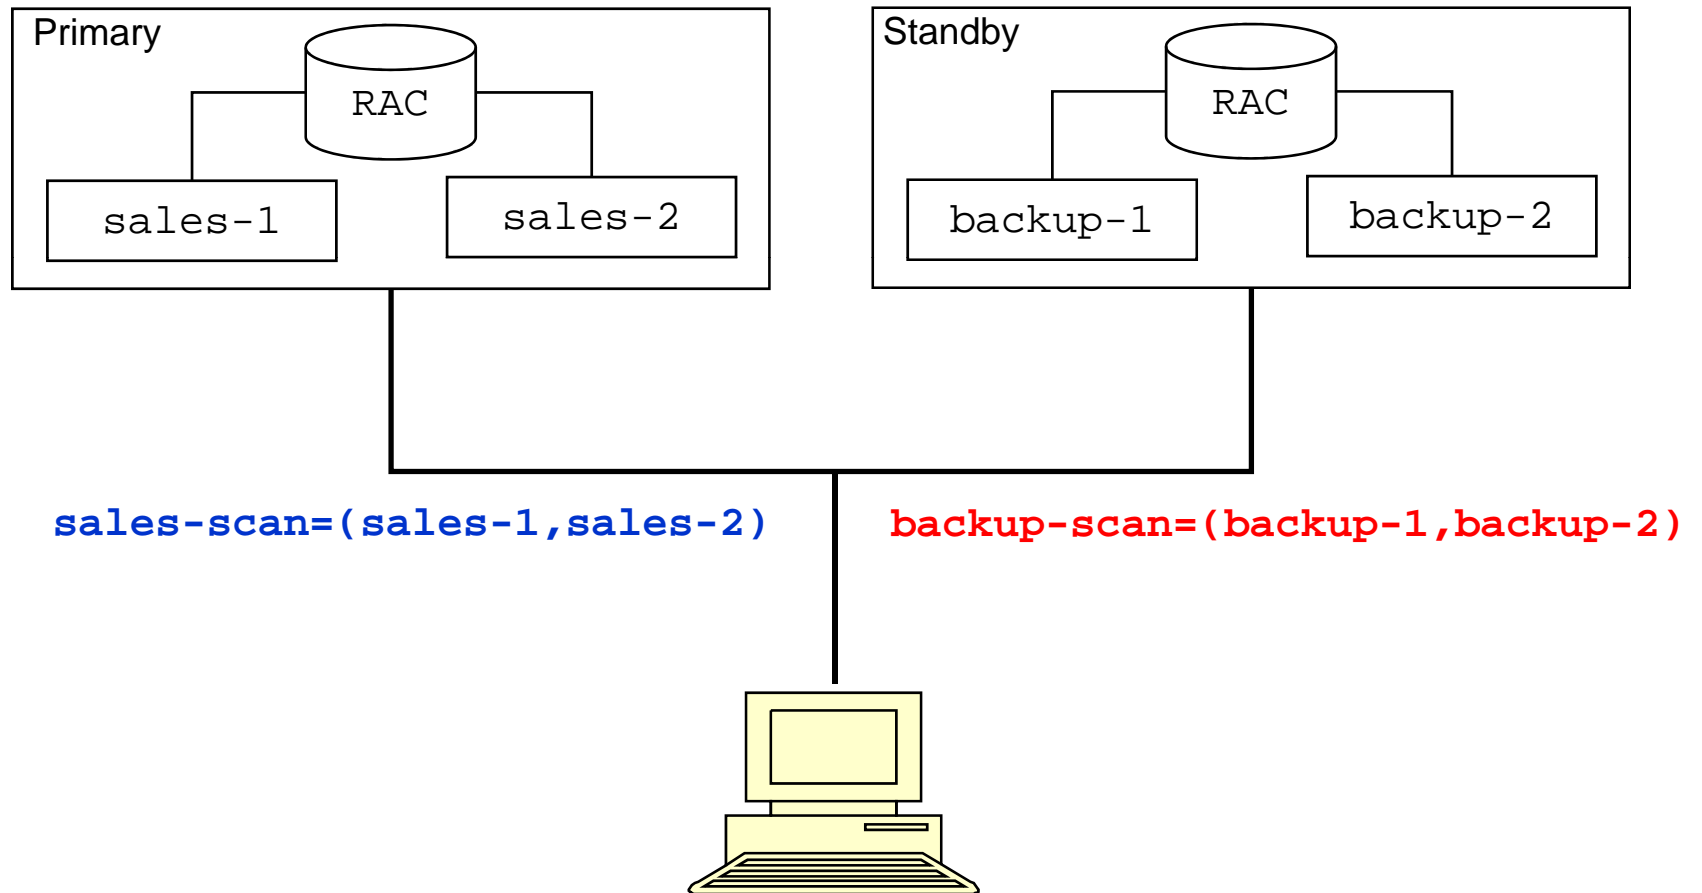 Primary
RAC
sales-1
sales-2
Standby
RAC
backup-1
backup-2
sales-scan=(sales-1,sales-2)
backup-scan=(backup-1,backup-2)